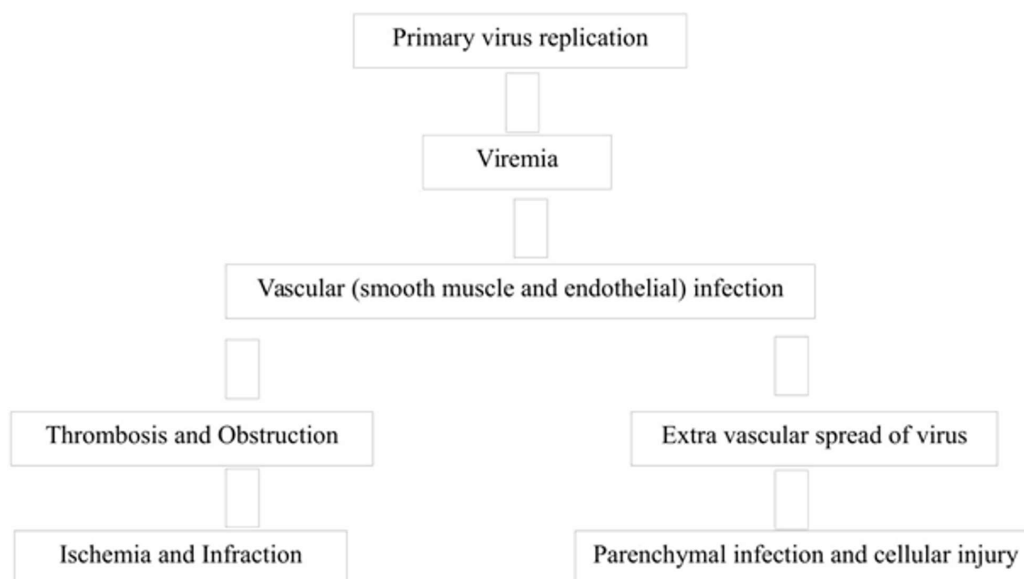 Primary virus replication
Viremia
Vascular (smooth muscle and endothelial) infection
Thrombosis and Obstruction
Extra vascular spread of virus
Ischemia and Infraction
Parenchymal infection and cellular injury